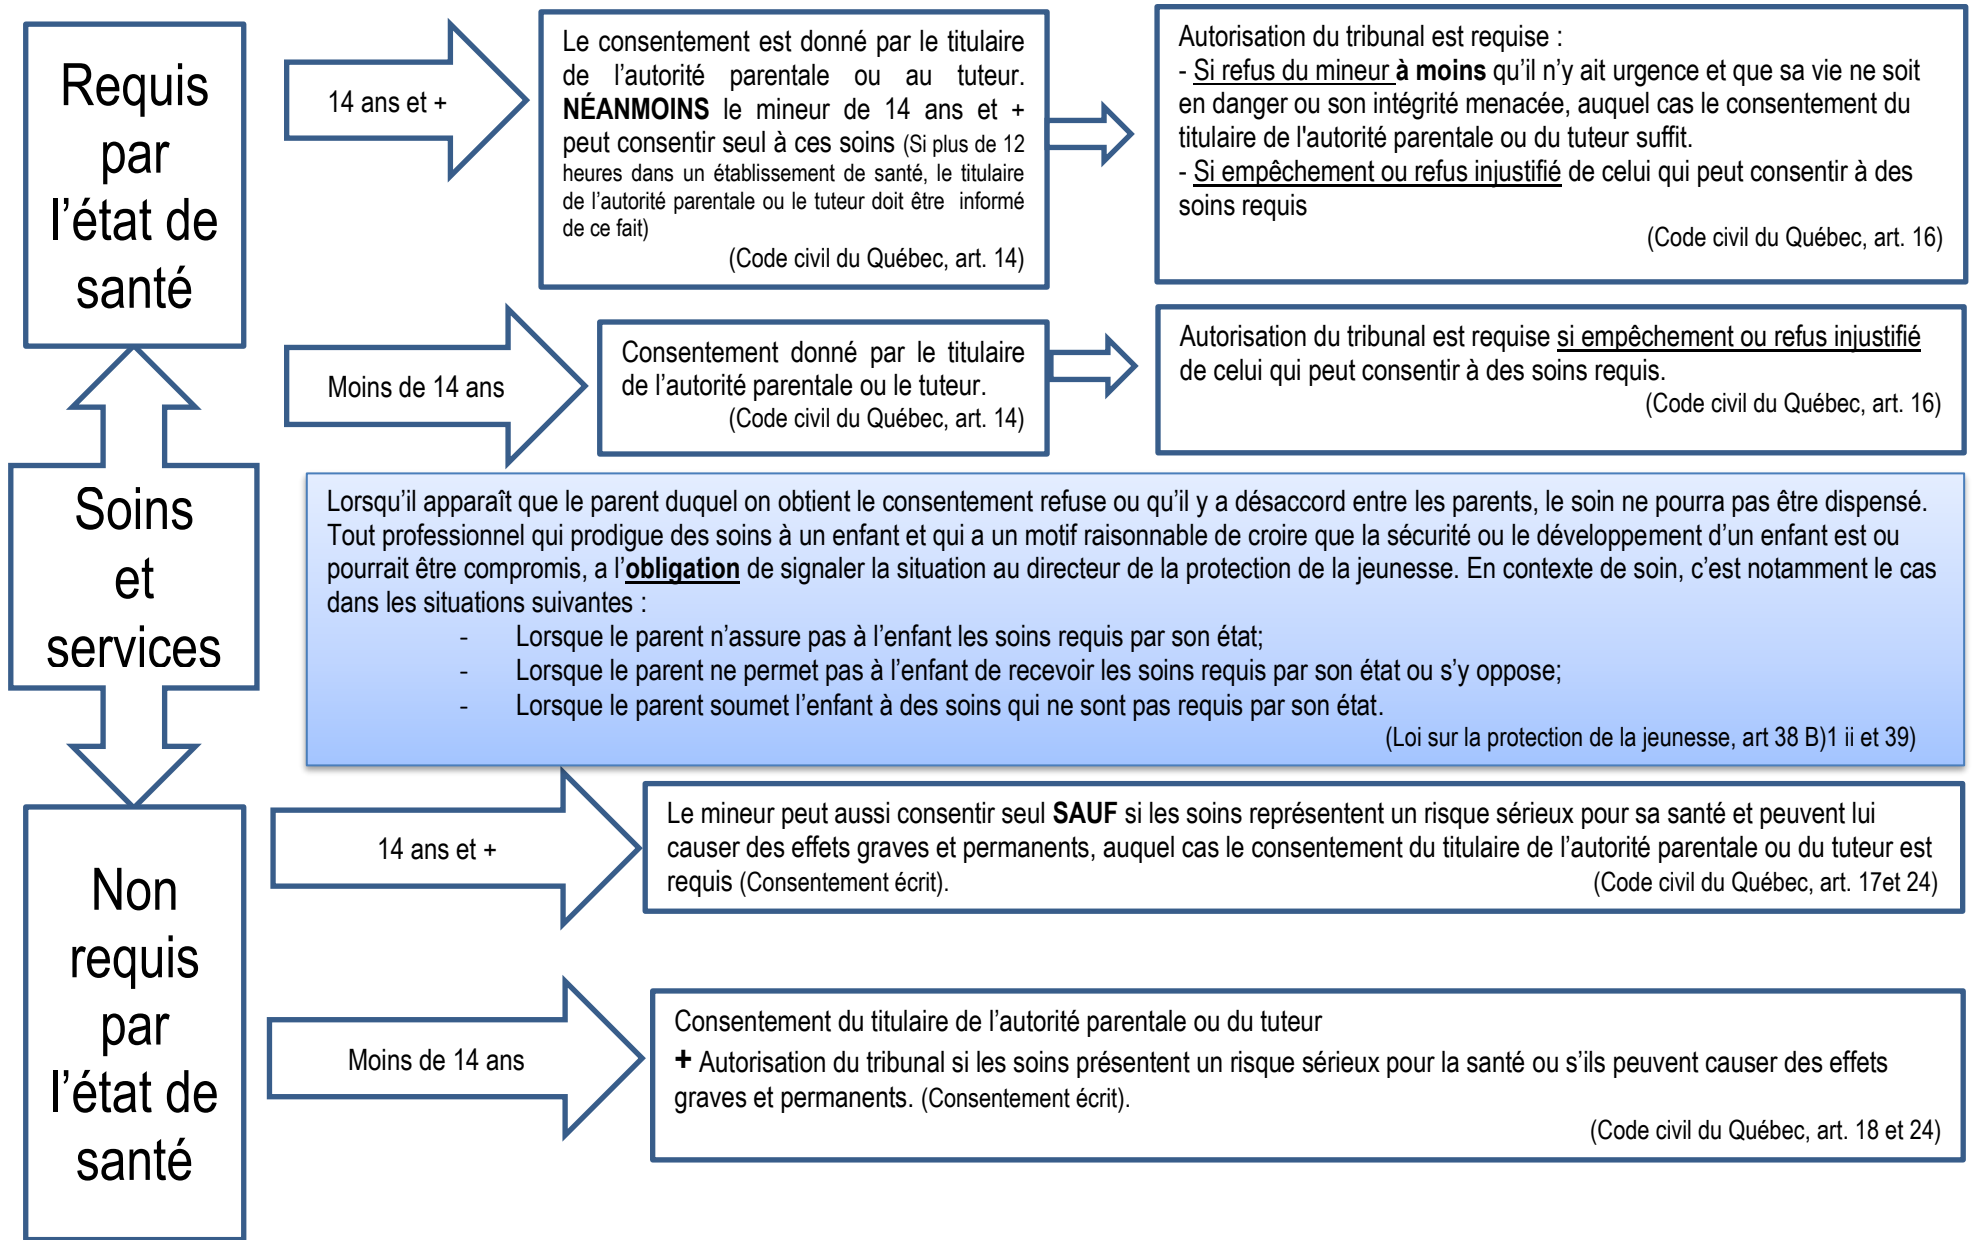 Requis
par
l’état de
santé
14 ans et +
Le consentement est donné par le titulaire
de l’autorité parentale ou au tuteur.
NÉANMOINS le mineur de 14 ans et +
peut consentir seul à ces soins (Si plus de 12
heures dans un établissement de santé, le titulaire
de l’autorité parentale ou le tuteur doit être informé
de ce fait)
(Code civil du Québec, art. 14)
Autorisation du tribunal est requise :
- Si refus du mineur à moins qu’il n’y ait urgence et que sa vie ne soit
en danger ou son intégrité menacée, auquel cas le consentement du
titulaire de l'autorité parentale ou du tuteur suffit.
- Si empêchement ou refus injustifié de celui qui peut consentir à des
soins requis
(Code civil du Québec, art. 16)
Moins de 14 ans
Consentement donné par le titulaire
de l’autorité parentale ou le tuteur.
(Code civil du Québec, art. 14)
Autorisation du tribunal est requise si empêchement ou refus injustifié
de celui qui peut consentir à des soins requis.
(Code civil du Québec, art. 16)
Soins
et
services
Lorsqu’il apparaît que le parent duquel on obtient le consentement refuse ou qu’il y a désaccord entre les parents, le soin ne pourra pas être dispensé.
Tout professionnel qui prodigue des soins à un enfant et qui a un motif raisonnable de croire que la sécurité ou le développement d’un enfant est ou
pourrait être compromis, a l’obligation de signaler la situation au directeur de la protection de la jeunesse. En contexte de soin, c’est notamment le cas
dans les situations suivantes :
- Lorsque le parent n’assure pas à l’enfant les soins requis par son état;
- Lorsque le parent ne permet pas à l’enfant de recevoir les soins requis par son état ou s’y oppose;
- Lorsque le parent soumet l’enfant à des soins qui ne sont pas requis par son état.
(Loi sur la protection de la jeunesse, art 38 B)1 ii et 39)
Non
requis
par
l’état de
santé
14 ans et +
Le mineur peut aussi consentir seul SAUF si les soins représentent un risque sérieux pour sa santé et peuvent lui
causer des effets graves et permanents, auquel cas le consentement du titulaire de l’autorité parentale ou du tuteur est
requis (Consentement écrit). (Code civil du Québec, art. 17et 24)
Moins de 14 ans
Consentement du titulaire de l’autorité parentale ou du tuteur
+ Autorisation du tribunal si les soins présentent un risque sérieux pour la santé ou s’ils peuvent causer des effets
graves et permanents. (Consentement écrit).
(Code civil du Québec, art. 18 et 24)